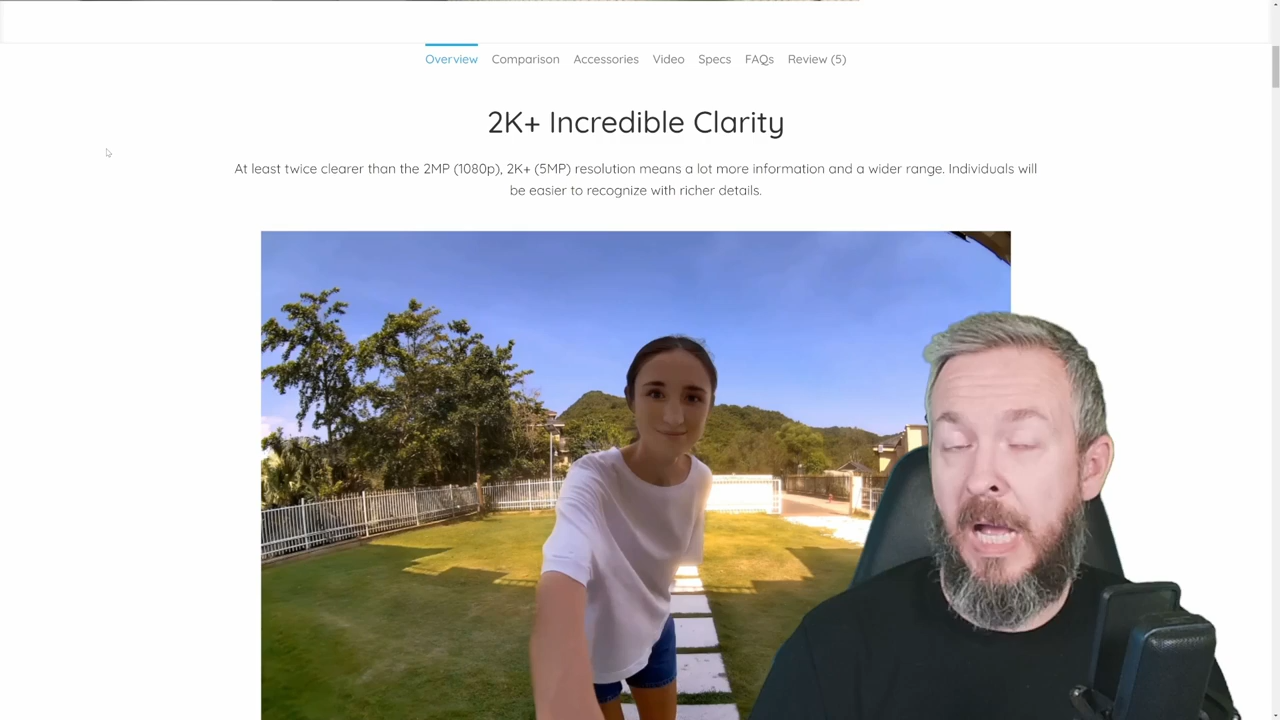 Overview Comparison Accessories Video Specs FAQs Review (5)
2K+ Incredible Clarity
At least twice clearer than the 2MP (1080p), 2K+ (5MP) resolution means a lot more information and a wider range. Individuals will
be easier to recognize with richer details.